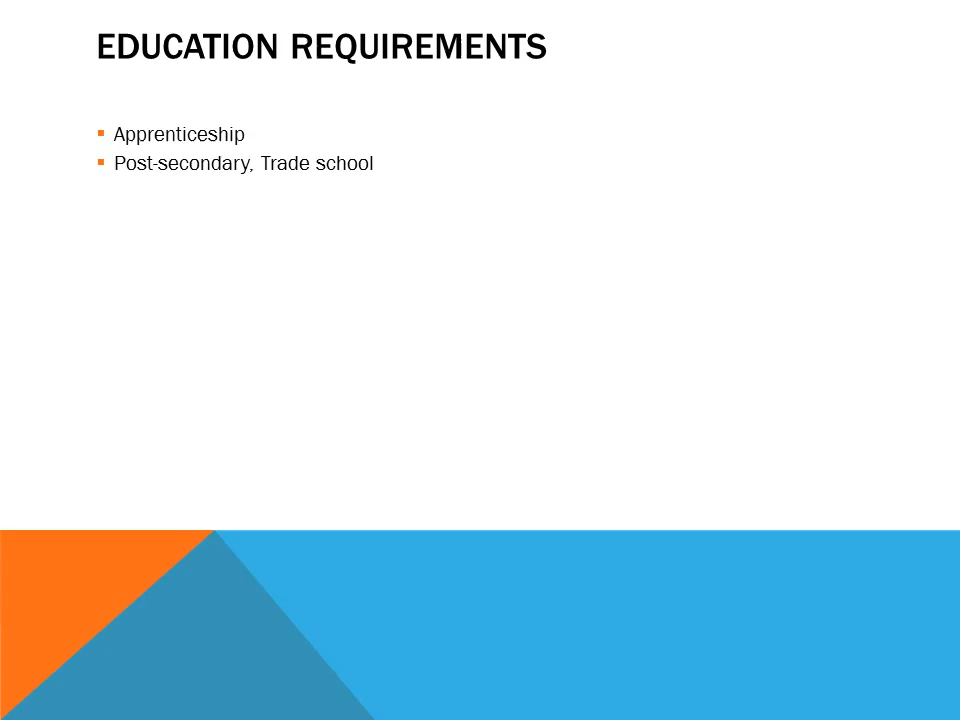 EDUCATION REQUIREMENTS
▪ Apprenticeship
▪ Post-secondary, Trade school